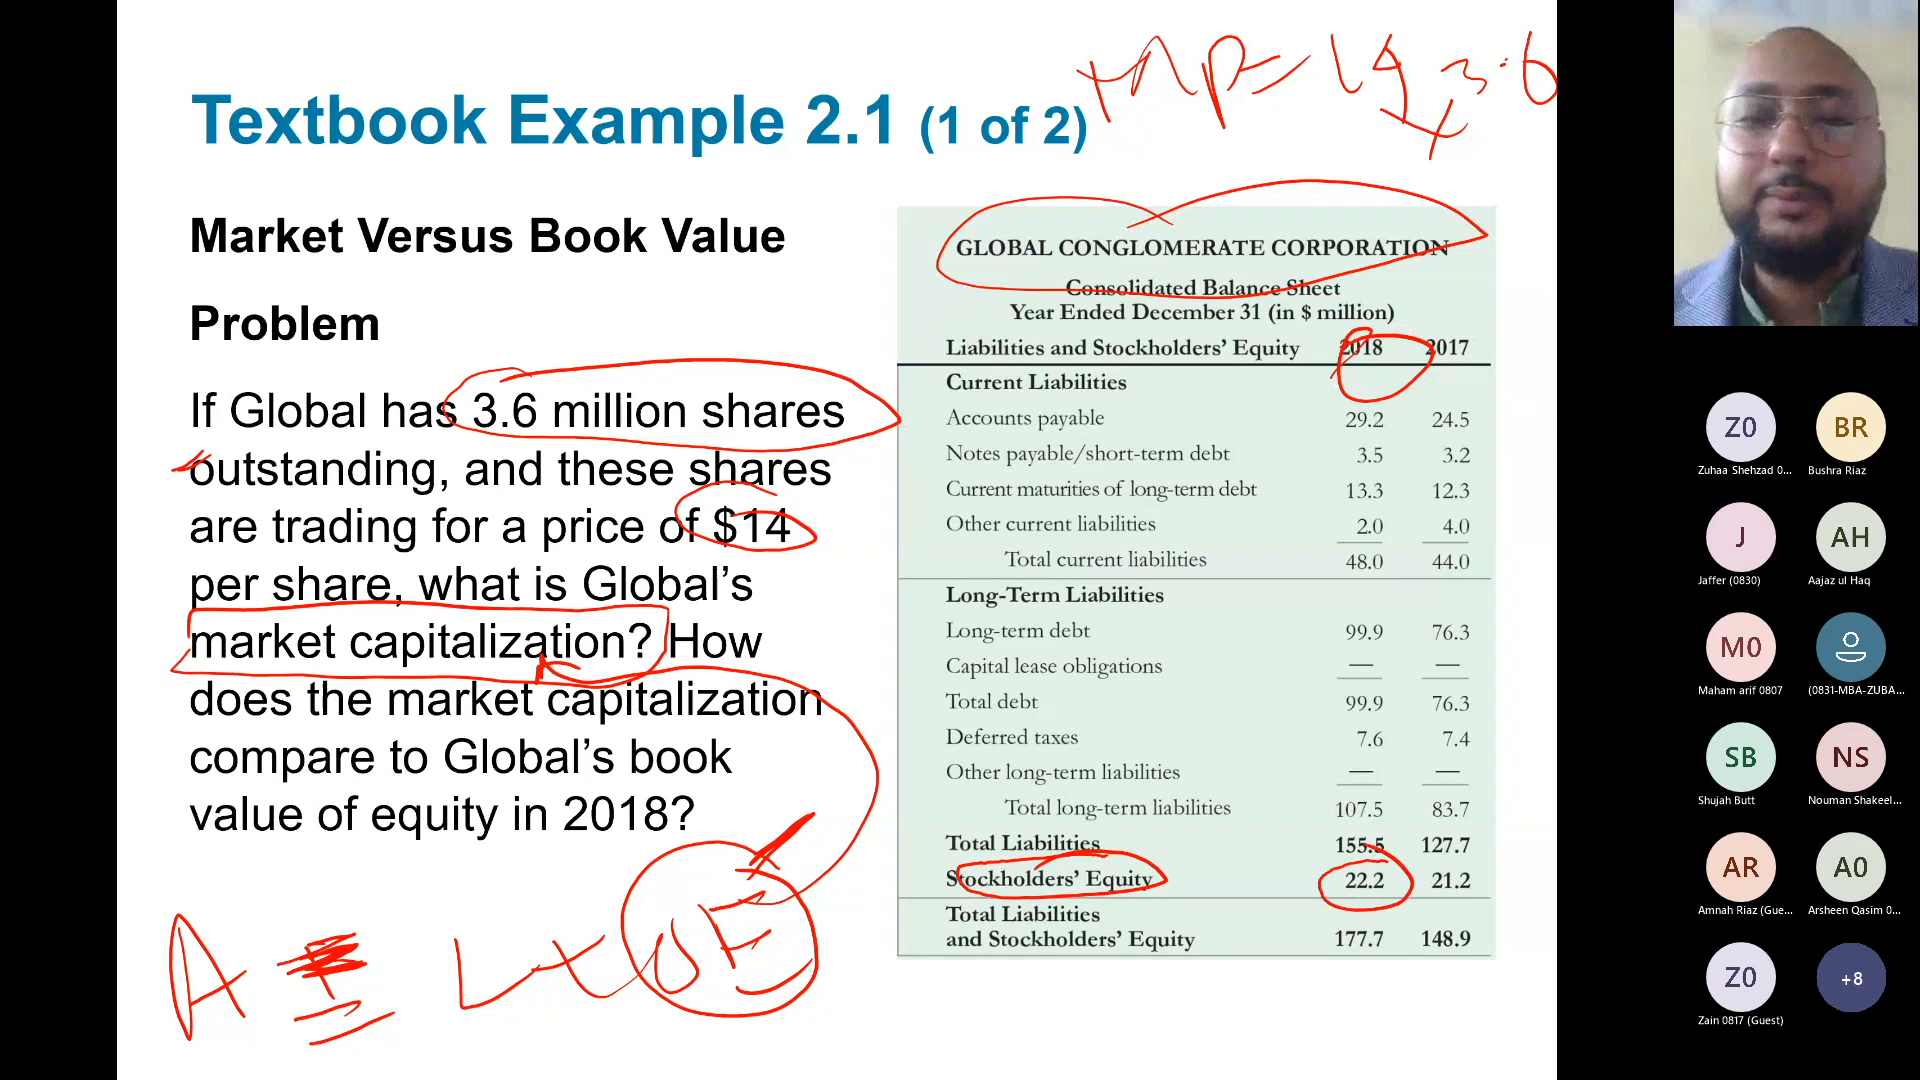 Textbook Example 2.1 (1 of 2)
14 x 3.6
Market Versus Book Value
Problem
If Global has 3.6 million shares
outstanding, and these shares
are trading for a price of $14
per share, what is Global’s
market capitalization? How
does the market capitalization
compare to Global’s book
value of equity in 2018?
A = L + OE
GLOBAL CONGLOMERATE CORPORATION
Consolidated Balance Sheet
Year Ended December 31 (in $ million)
Liabilities and Stockholders’ Equity 2018 2017
Current Liabilities
Accounts payable 29.2 24.5
Notes payable/short-term debt 3.5 3.2
Current maturities of long-term debt 13.3 12.3
Other current liabilities 2.0 4.0
Total current liabilities 48.0 44.0
Long-Term Liabilities
Long-term debt 99.9 76.3
Capital lease obligations — —
Total debt 99.9 76.3
Deferred taxes 7.6 7.4
Other long-term liabilities — —
Total long-term liabilities 107.5 83.7
Total Liabilities 155.5 127.7
Stockholders’ Equity 22.2 21.2
Total Liabilities
and Stockholders’ Equity 177.7 148.9
ZO BR
Zuhaa Shehzad 0... Bushra Riaz
J AH
Jaffer (0830) Aajaz ul Haq
M0
Maham arif 0807 (0831-MBA-ZUBA...
SB NS
Shujah Butt Nouman Shakeel...
AR A0
Amnah Riaz (Gue... Arsheen Qasim 0...
Z0 +8
Zain 0817 (Guest)